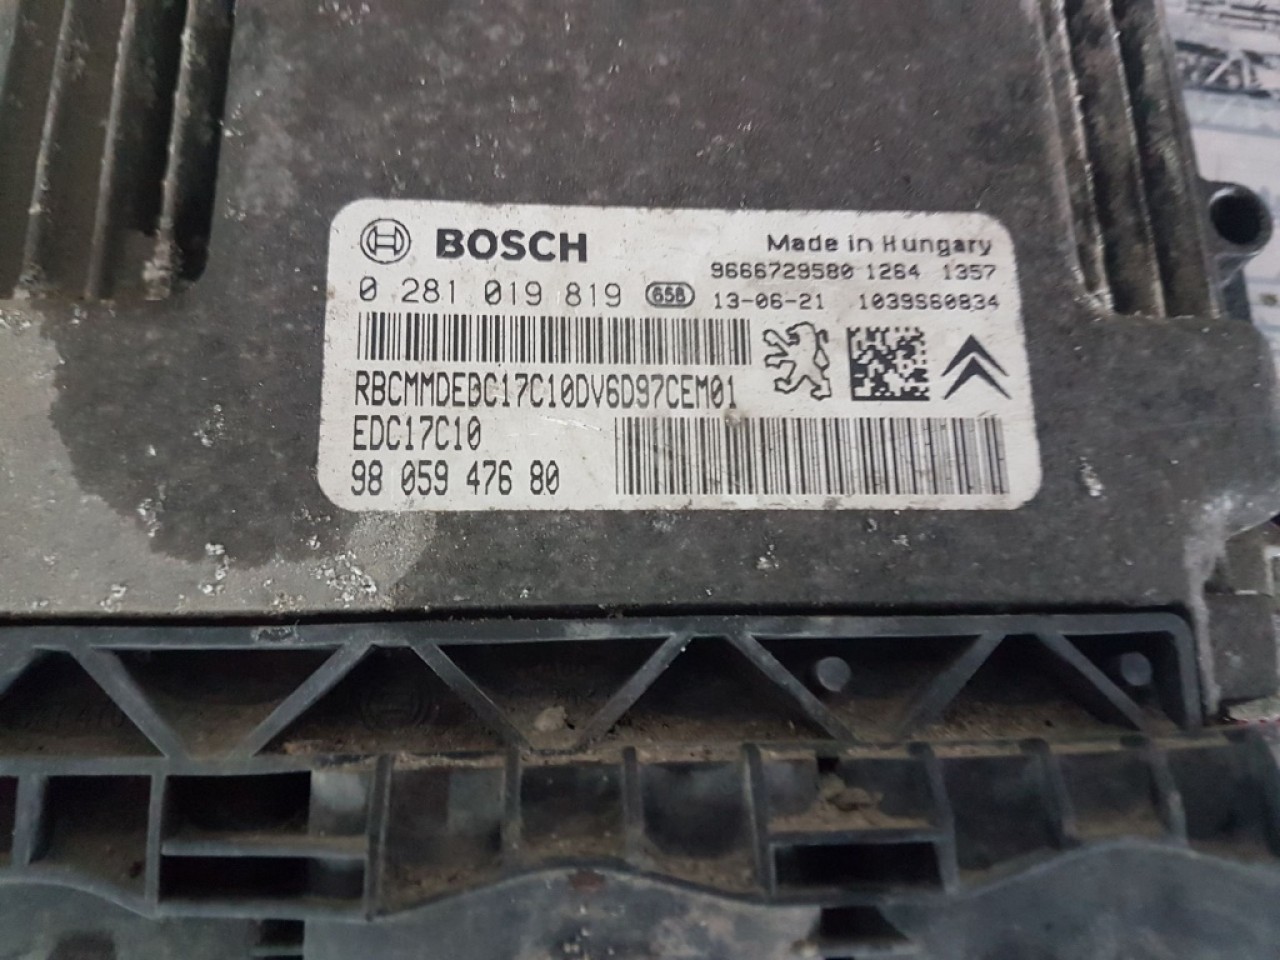 BOSCH
Made in Hungary
9666729580 1264 1357
0 281 019 819 658 13-06-21 1039S60834
RBCMMDEDC17C10DV6D97CEM01
EDC17C10
98 059 476 80